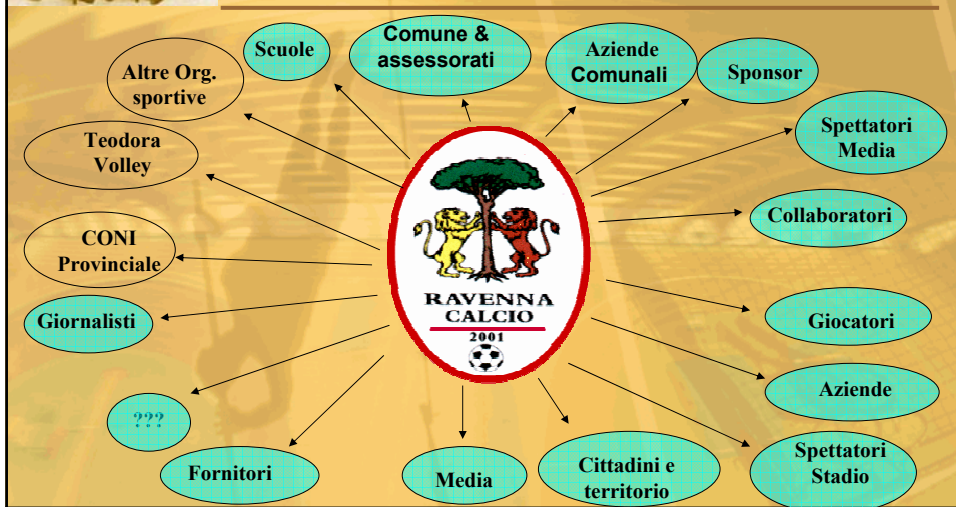 Scuole
Comune &
assessorati
Aziende
Comunali
Sponsor
Altre Org.
sportive
Teodora
Volley
Spettatori
Media
Collaboratori
CONI
Provinciale
RAVENNA
CALCIO
2001
Giornalisti
Giocatori
Aziende
???
Fornitori
Media
Cittadini e
territorio
Spettatori
Stadio